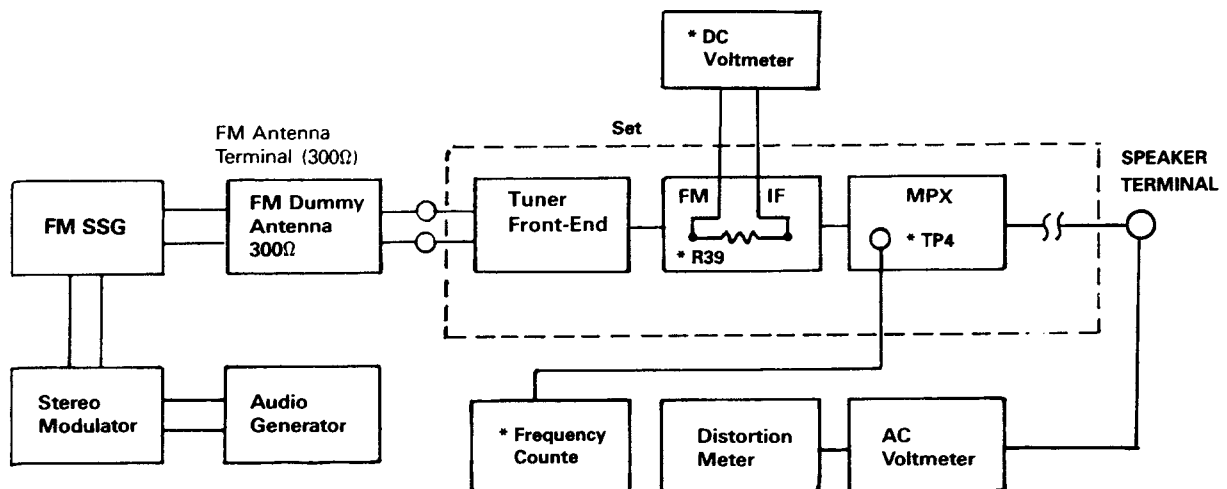 * DC
Voltmeter
FM Antenna
Terminal (300Ω)
Set
SPEAKER
TERMINAL
FM SSG
FM Dummy
Antenna
300Ω
Tuner
Front-End
FM IF
* R39
MPX
* TP4
Stereo
Modulator
Audio
Generator
* Frequency
Counte
Distortion
Meter
AC
Voltmeter